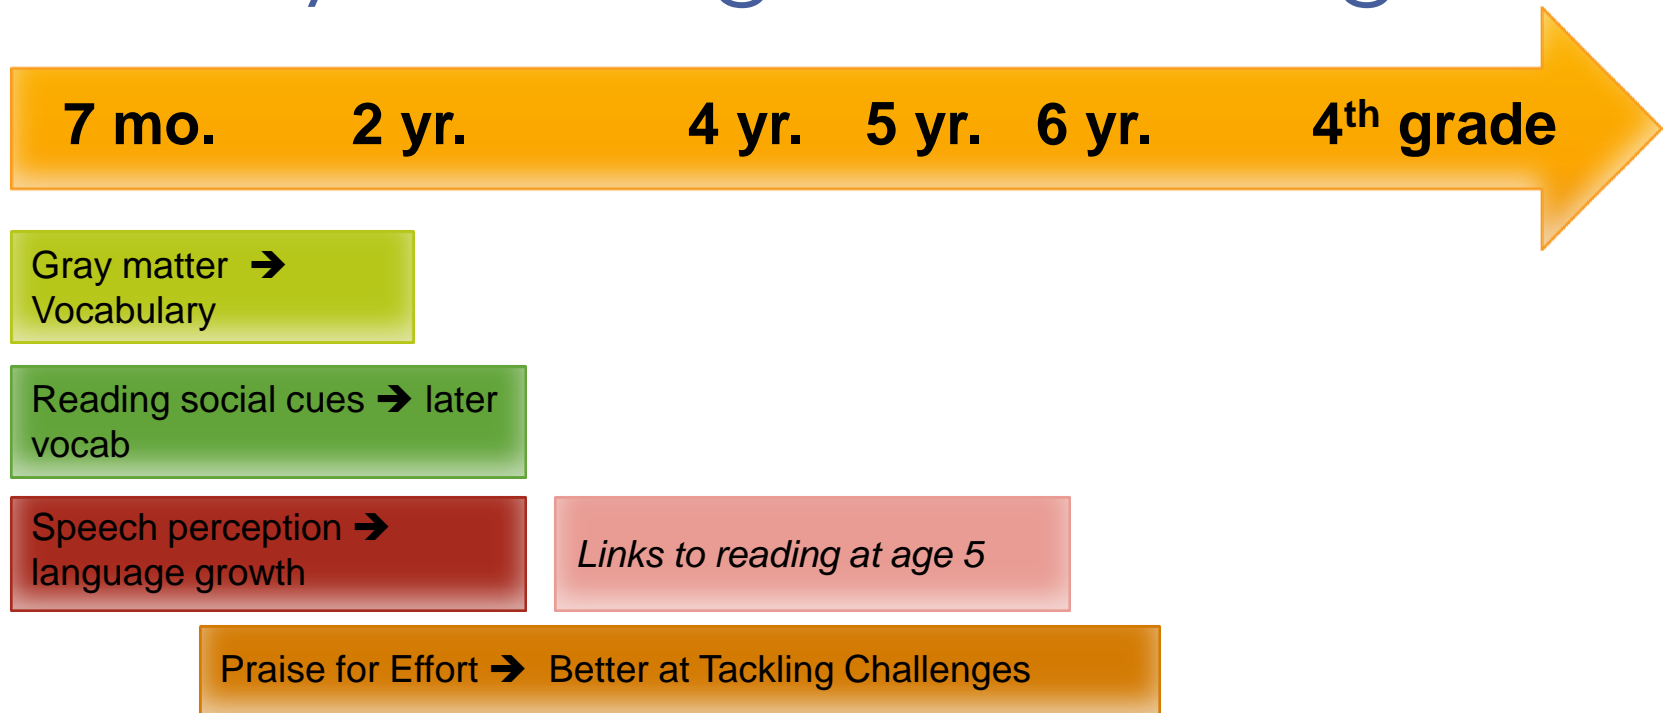 7 mo. 2 yr. 4 yr. 5 yr. 6 yr. 4th grade
Gray matter ➔
Vocabulary
Reading social cues ➔ later
vocab
Speech perception ➔
language growth
Links to reading at age 5
Praise for Effort ➔ Better at Tackling Challenges